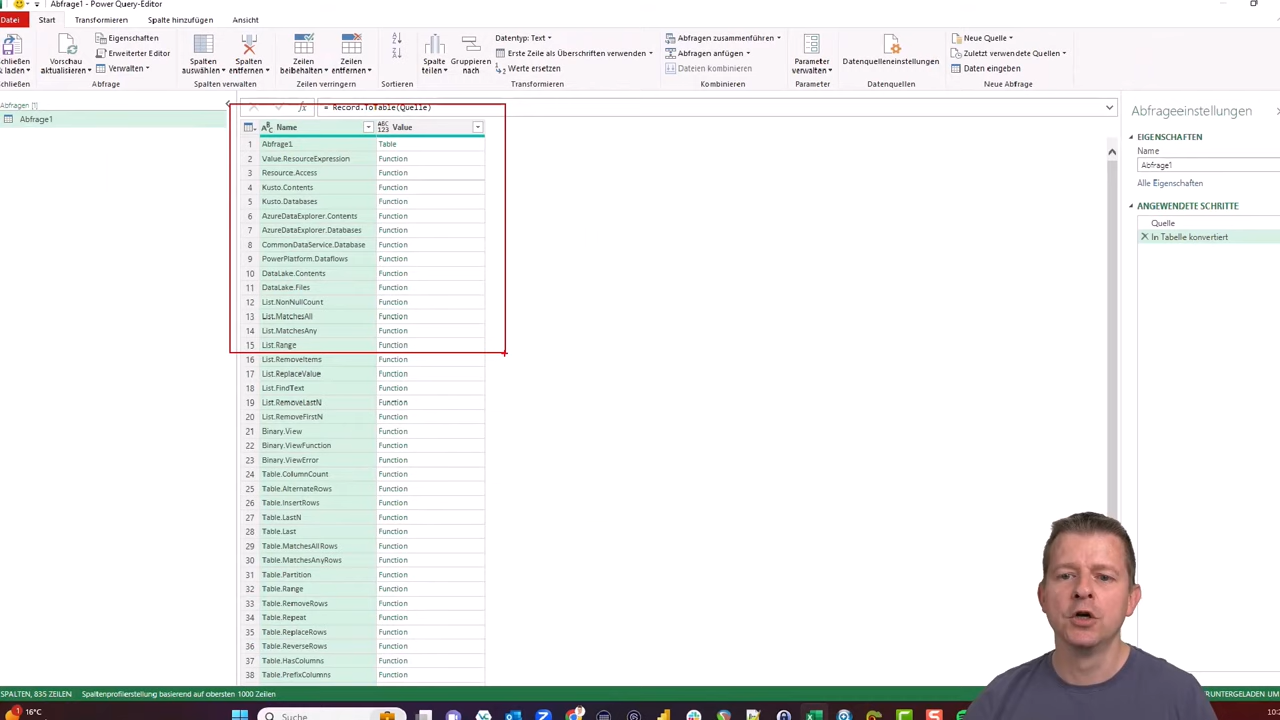 Abfrage1 - Power Query-Editor
Datei Start Transformieren Spalte hinzufügen Ansicht
Schließen & laden
Vorschau aktualisieren
Eigenschaften
Erweiterter Editor
Verwalten
Spalten auswählen
Spalten entfernen
Zeilen beibehalten
Zeilen entfernen
Spalte teilen
Gruppieren nach
Datentyp: Text
Erste Zeile als Überschriften verwenden
Werte ersetzen
Abfragen zusammenführen
Abfragen anfügen
Dateien kombinieren
Parameter verwalten
Datenquelleneinstellungen
Neue Quelle
Zuletzt verwendete Quellen
Daten eingeben
Schließen Abfrage Spalten verwalten Zeilen verringern Sortieren Transformieren Kombinieren Parameter Datenquellen Neue Abfrage
Abfragen [1]
Abfrage1
fx = Record.ToTable(Quelle)
ABC Name ABC 123 Value
1 Abfrage1 Table
2 Value.ResourceExpression Function
3 Resource.Access Function
4 Kusto.Contents Function
5 Kusto.Databases Function
6 AzureDataExplorer.Contents Function
7 AzureDataExplorer.Databases Function
8 CommonDataService.Database Function
9 PowerPlatform.Dataflows Function
10 DataLake.Contents Function
11 DataLake.Files Function
12 List.NonNullCount Function
13 List.MatchesAll Function
14 List.MatchesAny Function
15 List.Range Function
16 List.RemoveItems Function
17 List.ReplaceValue Function
18 List.FindText Function
19 List.RemoveLastN Function
20 List.RemoveFirstN Function
21 Binary.View Function
22 Binary.ViewFunction Function
23 Binary.ViewError Function
24 Table.ColumnCount Function
25 Table.AlternateRows Function
26 Table.InsertRows Function
27 Table.LastN Function
28 Table.Last Function
29 Table.MatchesAllRows Function
30 Table.MatchesAnyRows Function
31 Table.Partition Function
32 Table.Range Function
33 Table.RemoveRows Function
34 Table.Repeat Function
35 Table.ReplaceRows Function
36 Table.ReverseRows Function
37 Table.HasColumns Function
38 Table.PrefixColumns Function
Abfrageeinstellungen
EIGENSCHAFTEN
Name
Abfrage1
Alle Eigenschaften
ANGEWENDETE SCHRITTE
Quelle
In Tabelle konvertiert
SPALTEN, 835 ZEILEN Spaltenprofilerstellung basierend auf obersten 1000 Zeilen
RUNTERGELADEN UM
1 16°C Suche